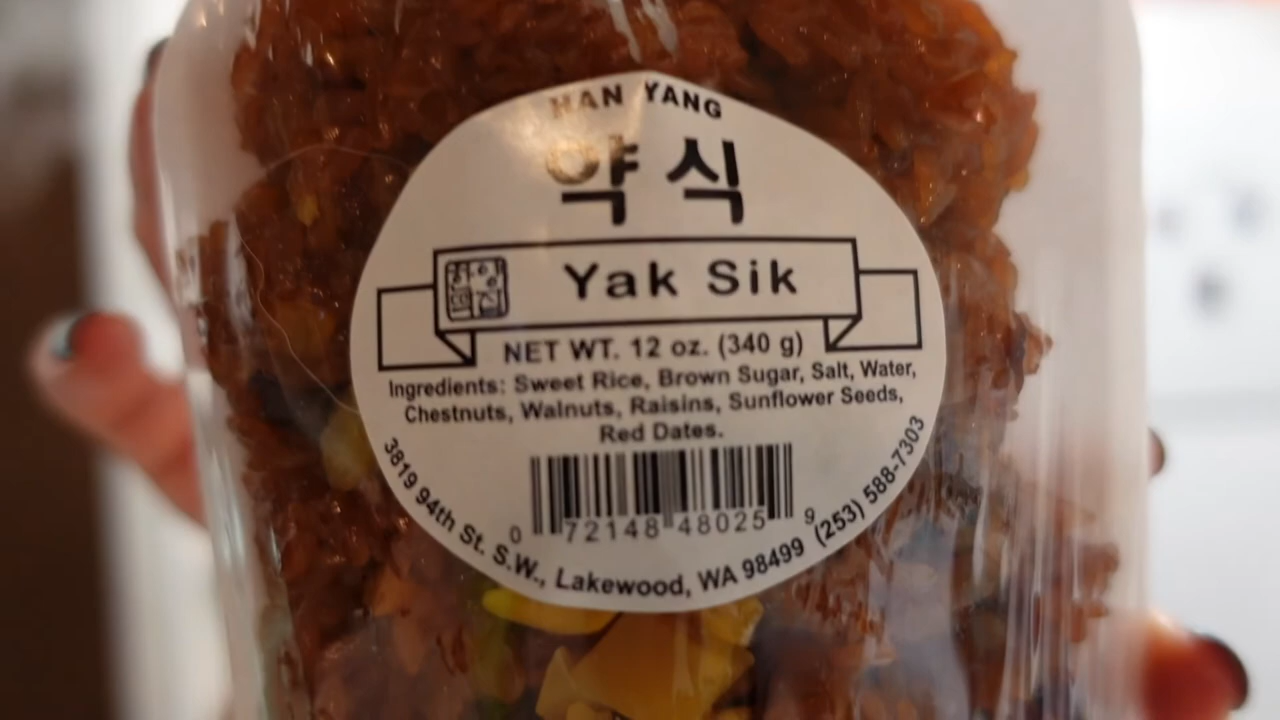 HAN YANG
약식
Yak Sik
NET WT. 12 oz. (340 g)
Ingredients: Sweet Rice, Brown Sugar, Salt, Water,
Chestnuts, Walnuts, Raisins, Sunflower Seeds,
Red Dates.
0 72148 48025 9
3819 94th St. S.W., Lakewood, WA 98499 (253) 588-7303